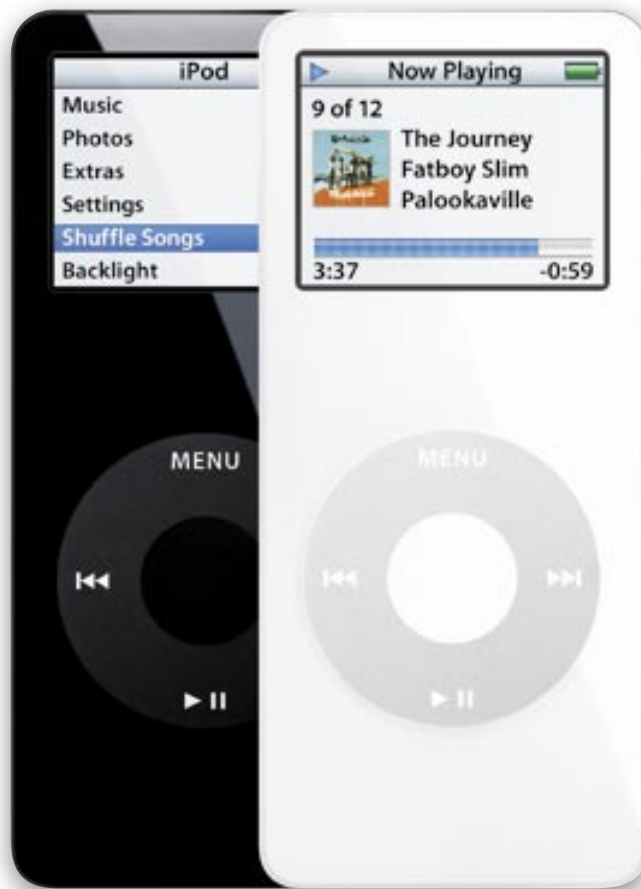 iPod
Music
Photos
Extras
Settings
Shuffle Songs
Backlight
MENU
Now Playing
9 of 12
The Journey
Fatboy Slim
Palookaville
3:37 -0:59
MENU